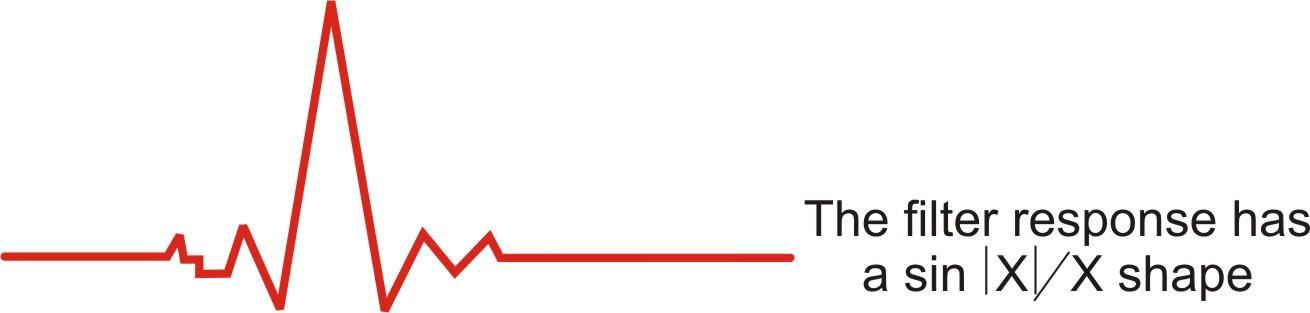 The filter response has
a sin |X|/X shape